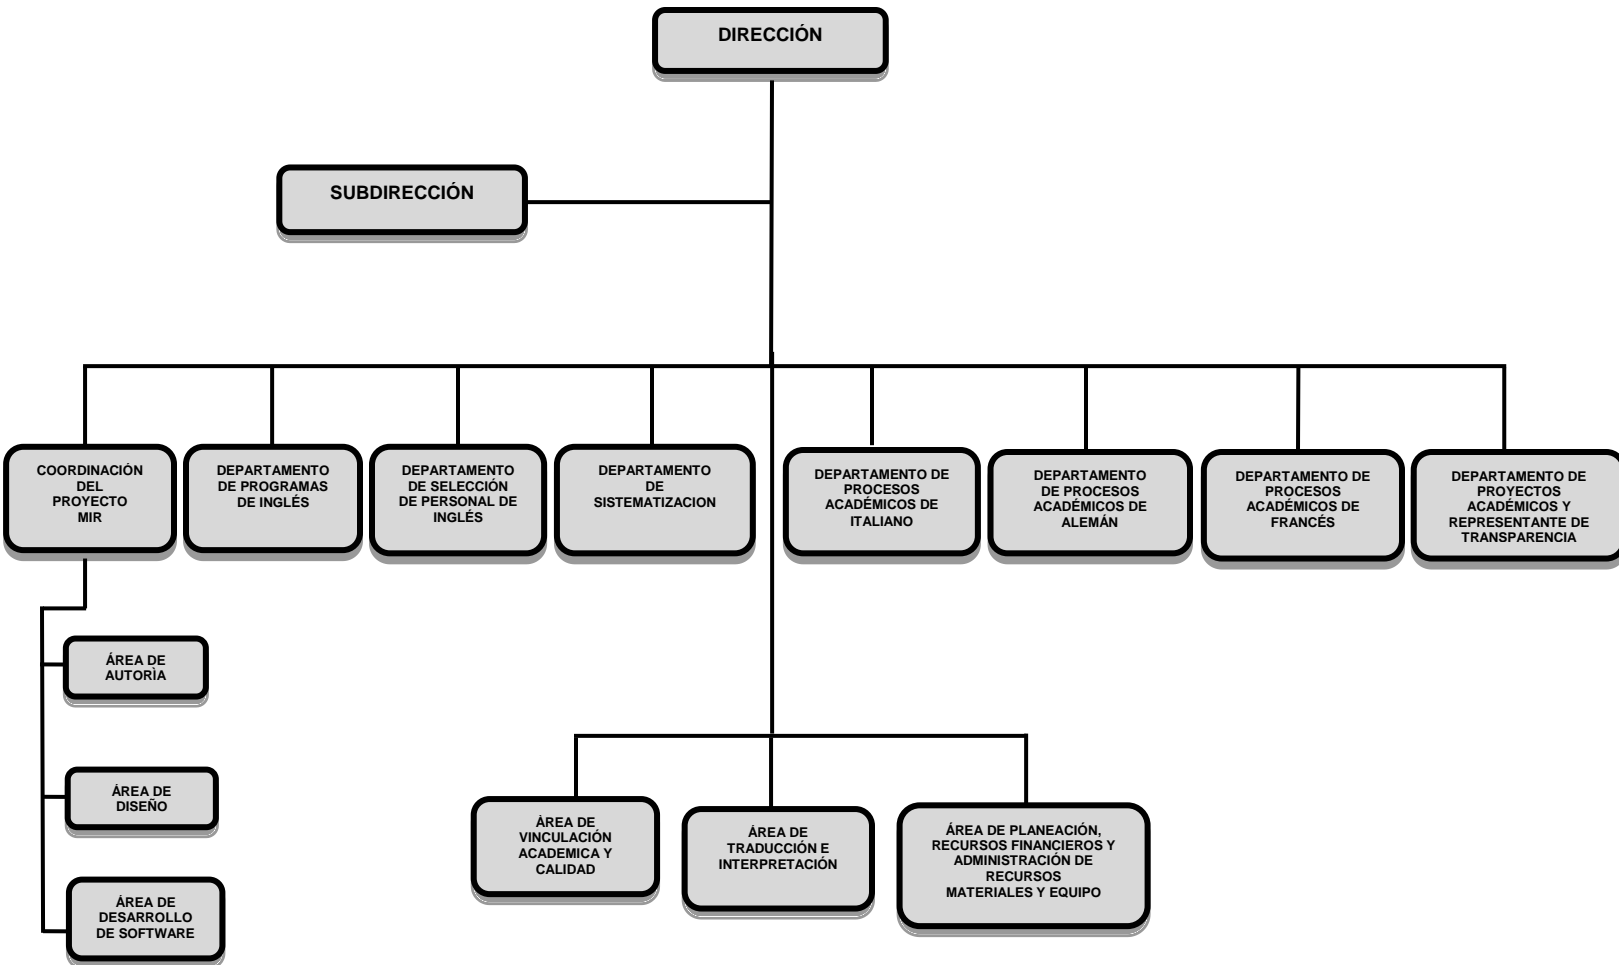 DIRECCIÓN
SUBDIRECCIÓN
COORDINACIÓN
DEL
PROYECTO
MIR
DEPARTAMENTO
DE PROGRAMAS
DE INGLÉS
DEPARTAMENTO
DE SELECCIÓN
DE PERSONAL DE
INGLÉS
DEPARTAMENTO
DE
SISTEMATIZACION
DEPARTAMENTO DE
PROCESOS
ACADÉMICOS DE
ITALIANO
DEPARTAMENTO
DE PROCESOS
ACADÉMICOS DE
ALEMÁN
DEPARTAMENTO DE
PROCESOS
ACADÉMICOS DE
FRANCÉS
DEPARTAMENTO DE
PROYECTOS
ACADÉMICOS Y
REPRESENTANTE DE
TRANSPARENCIA
ÁREA DE
AUTORÌA
ÁREA DE
DISEÑO
ÁREA DE
DESARROLLO
DE SOFTWARE
ÁREA DE
VINCULACIÓN
ACADEMICA Y
CALIDAD
ÁREA DE
TRADUCCIÓN E
INTERPRETACIÓN
ÁREA DE PLANEACIÓN,
RECURSOS FINANCIEROS Y
ADMINISTRACIÓN DE
RECURSOS
MATERIALES Y EQUIPO